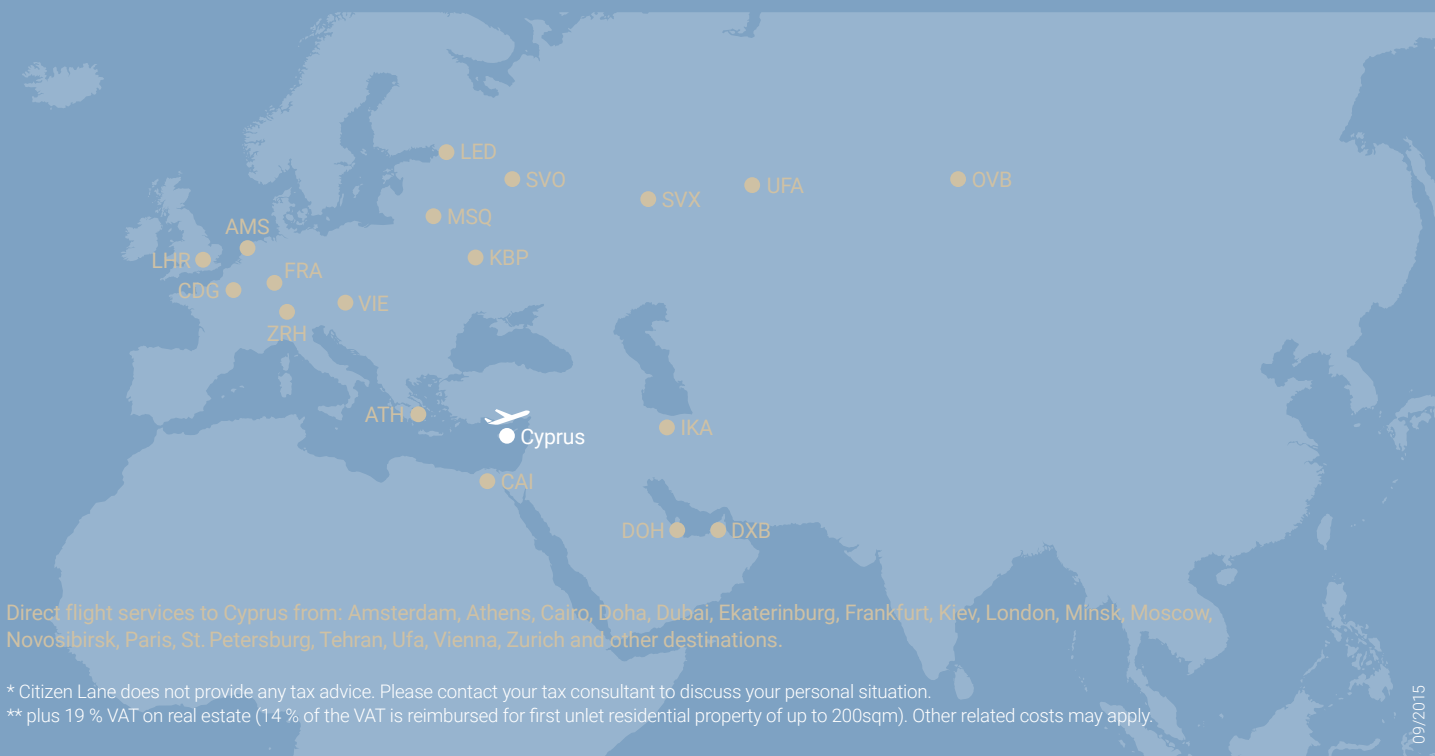 LED
SVO
OVB
UFA
SVX
MSQ
AMS
KBP
LHR
FRA
CDG
VIE
ZRH
ATH
IKA
Cyprus
CAI
DOH
DXB
Direct flight services to Cyprus from: Amsterdam, Athens, Cairo, Doha, Dubai, Ekaterinburg, Frankfurt, Kiev, London, Minsk, Moscow,
Novosibirsk, Paris, St. Petersburg, Tehran, Ufa, Vienna, Zurich and other destinations.
* Citizen Lane does not provide any tax advice. Please contact your tax consultant to discuss your personal situation.
** plus 19 % VAT on real estate (14 % of the VAT is reimbursed for first unlet residential property of up to 200sqm). Other related costs may apply.
09/2015